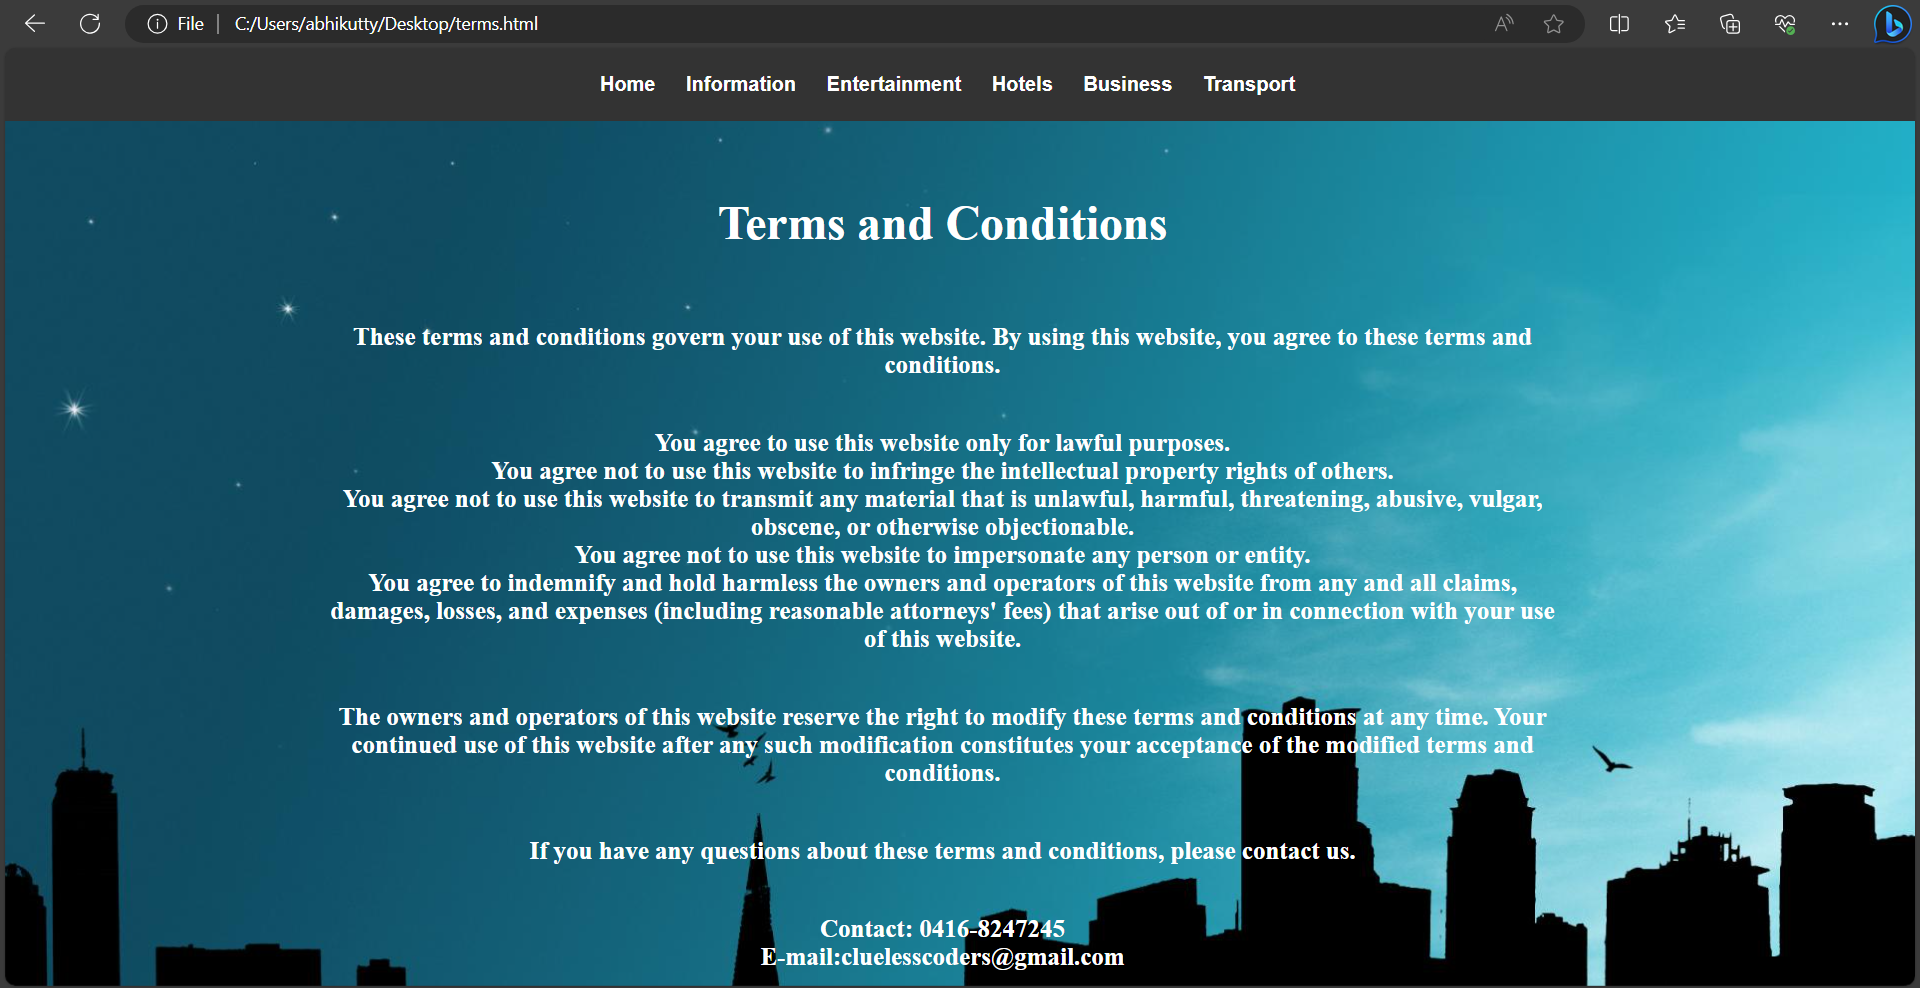 File | C:/Users/abhikutty/Desktop/terms.html
Home Information Entertainment Hotels Business Transport
Terms and Conditions
These terms and conditions govern your use of this website. By using this website, you agree to these terms and
conditions.
You agree to use this website only for lawful purposes.
You agree not to use this website to infringe the intellectual property rights of others.
You agree not to use this website to transmit any material that is unlawful, harmful, threatening, abusive, vulgar,
obscene, or otherwise objectionable.
You agree not to use this website to impersonate any person or entity.
You agree to indemnify and hold harmless the owners and operators of this website from any and all claims,
damages, losses, and expenses (including reasonable attorneys' fees) that arise out of or in connection with your use
of this website.
The owners and operators of this website reserve the right to modify these terms and conditions at any time. Your
continued use of this website after any such modification constitutes your acceptance of the modified terms and
conditions.
If you have any questions about these terms and conditions, please contact us.
Contact: 0416-8247245
E-mail:cluelesscoders@gmail.com